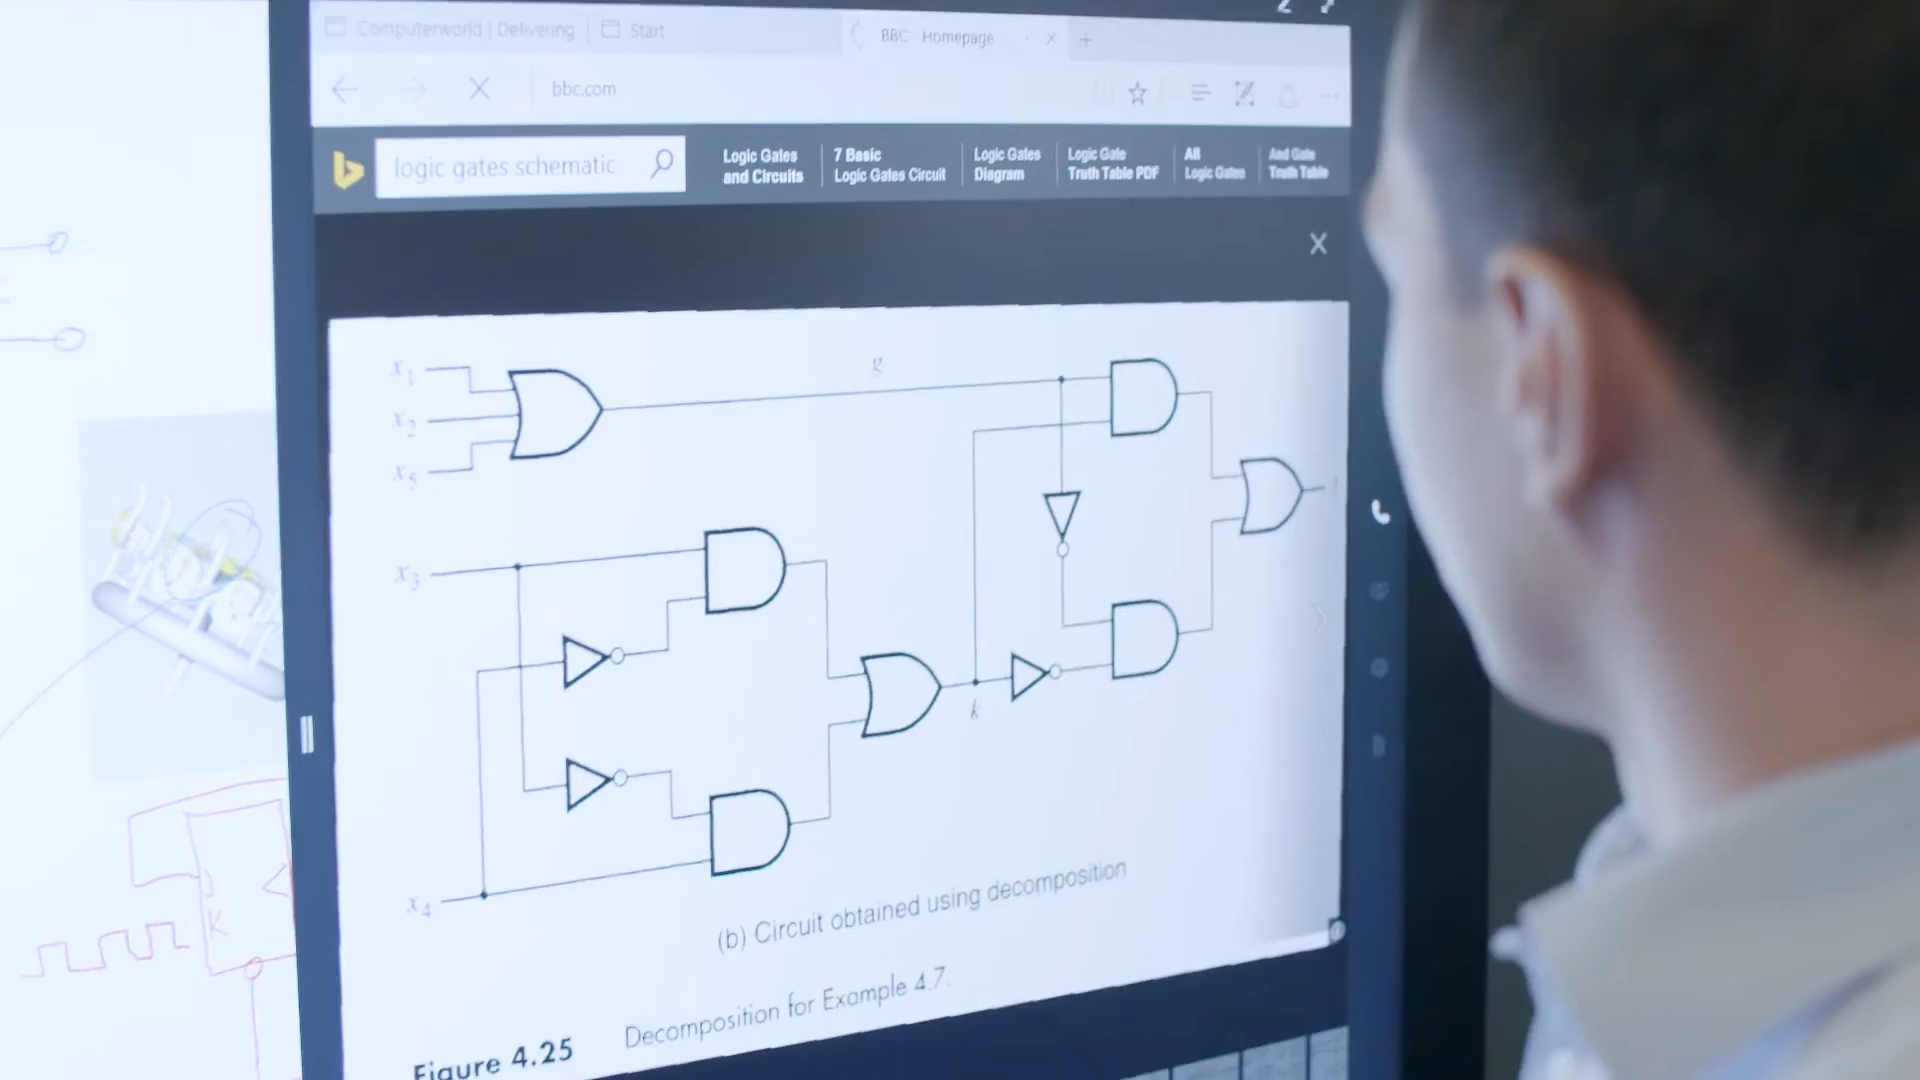 Computerworld | Delivering
Start
BBC - Homepage
bbc.com
logic gates schematic
Logic Gates
and Circuits
7 Basic
Logic Gates Circuit
Logic Gates
Diagram
Logic Gate
Truth Table PDF
All
Logic Gates
And Gate
Truth Table
x1
g
x2
x5
x3
k
x4
(b) Circuit obtained using decomposition
Figure 4.25 Decomposition for Example 4.7.
K